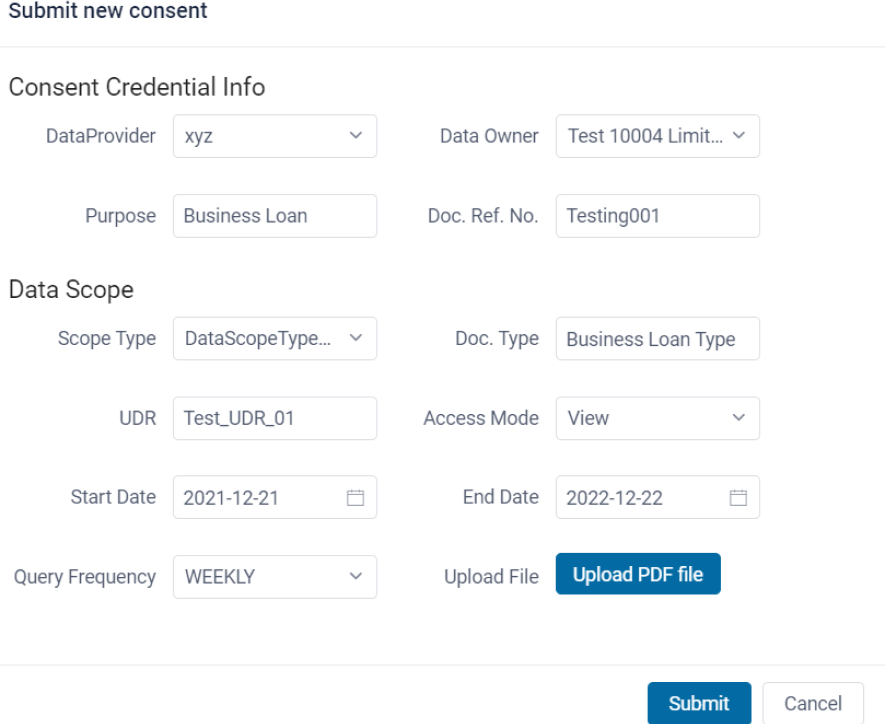 Submit new consent
Consent Credential Info
DataProvider xyz Data Owner Test 10004 Limit...
Purpose Business Loan Doc. Ref. No. Testing001
Data Scope
Scope Type DataScopeType... Doc. Type Business Loan Type
UDR Test_UDR_01 Access Mode View
Start Date 2021-12-21 End Date 2022-12-22
Query Frequency WEEKLY Upload File Upload PDF file
Submit Cancel